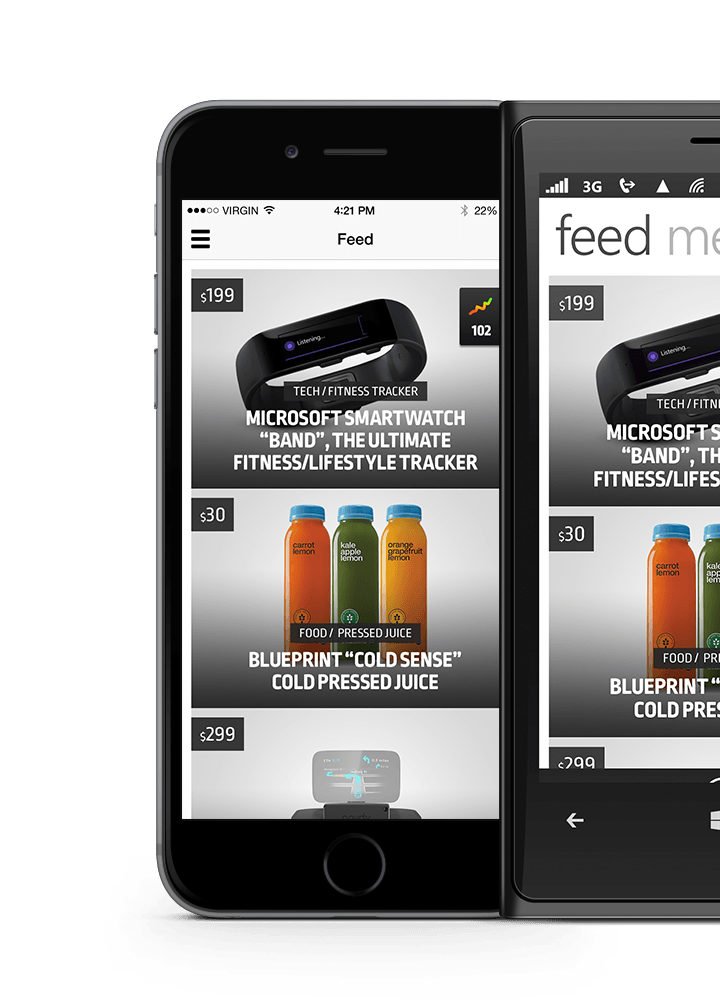 VIRGIN
4:21 PM
22%
Feed
$199
102
Listening...
TECH / FITNESS TRACKER
MICROSOFT SMARTWATCH
“BAND”, THE ULTIMATE
FITNESS/LIFESTYLE TRACKER
$30
carrot
lemon
kale
apple
lemon
orange
grapefruit
lemon
FOOD / PRESSED JUICE
BLUEPRINT “COLD SENSE”
COLD PRESSED JUICE
$299
3G
feed me
$199
Listening...
TECH / FITN
MICROSOFT S
“BAND”, TH
FITNESS/LIFES
$30
carrot
lemon
FOOD / PRE
BLUEPRINT “
COLD PRES
$299